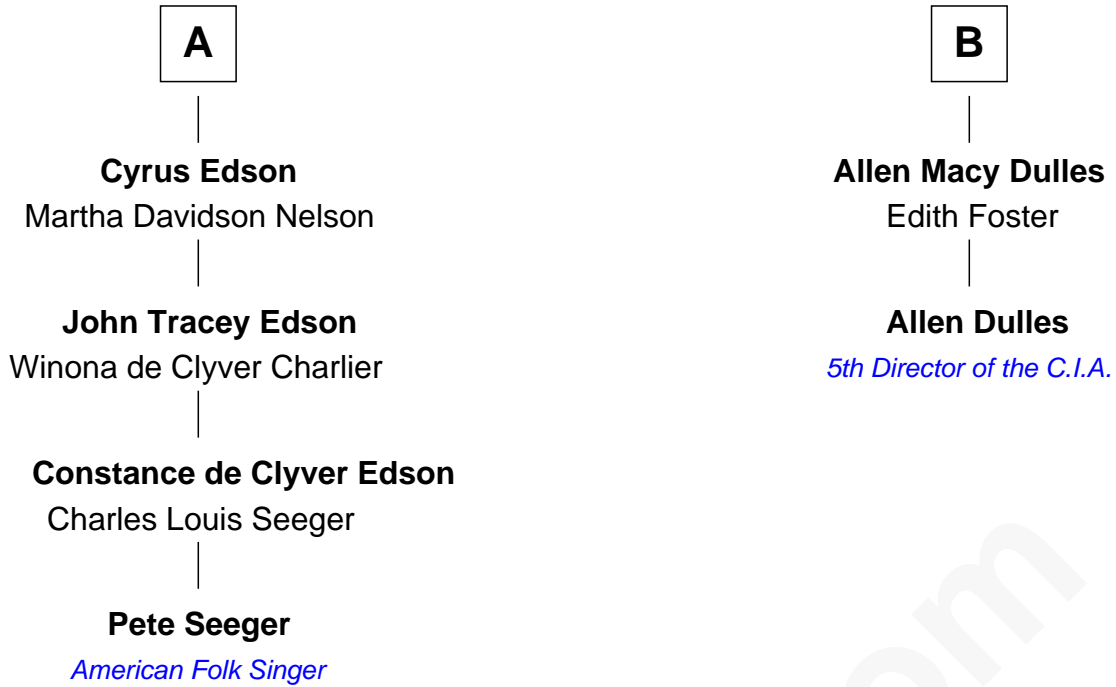 A
Cyrus Edson
Martha Davidson Nelson
John Tracey Edson
Winona de Clyver Charlier
Constance de Clyver Edson
Charles Louis Seeger
Pete Seeger
American Folk Singer
B
Allen Macy Dulles
Edith Foster
Allen Dulles
5th Director of the C.I.A.
om